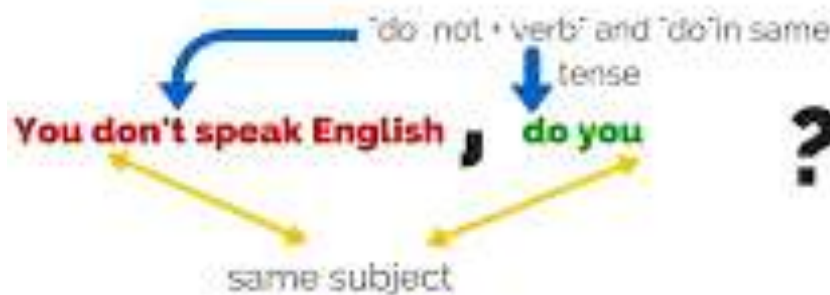 "do not + verb" and "do" in same
tense
You don't speak English, do you ?
same subject